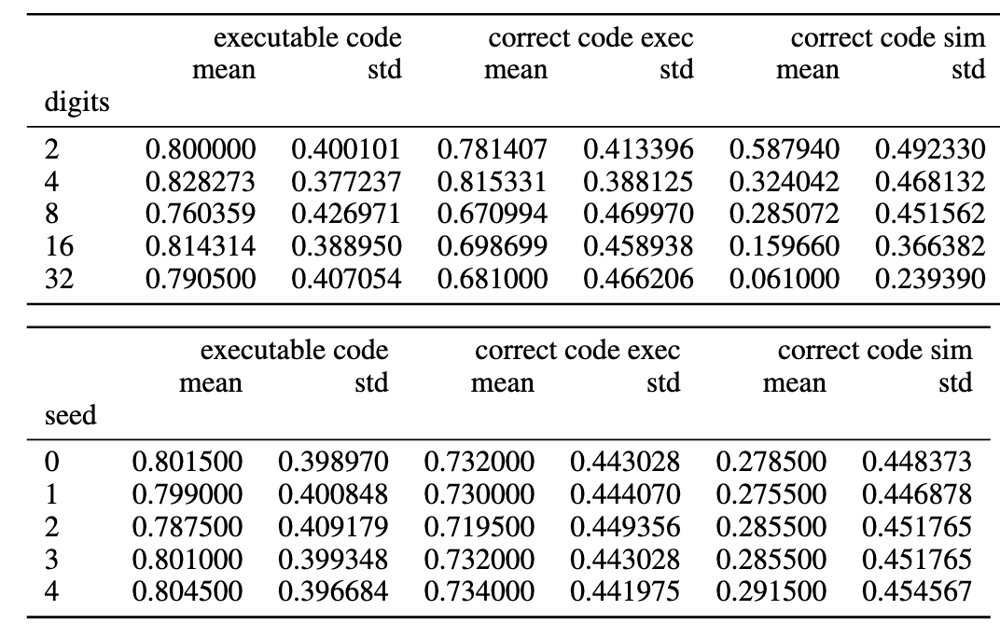 executable code correct code exec correct code sim
mean std mean std mean std
digits
2 0.800000 0.400101 0.781407 0.413396 0.587940 0.492330
4 0.828273 0.377237 0.815331 0.388125 0.324042 0.468132
8 0.760359 0.426971 0.670994 0.469970 0.285072 0.451562
16 0.814314 0.388950 0.698699 0.458938 0.159660 0.366382
32 0.790500 0.407054 0.681000 0.466206 0.061000 0.239390
executable code correct code exec correct code sim
mean std mean std mean std
seed
0 0.801500 0.398970 0.732000 0.443028 0.278500 0.448373
1 0.799000 0.400848 0.730000 0.444070 0.275500 0.446878
2 0.787500 0.409179 0.719500 0.449356 0.285500 0.451765
3 0.801000 0.399348 0.732000 0.443028 0.285500 0.451765
4 0.804500 0.396684 0.734000 0.441975 0.291500 0.454567